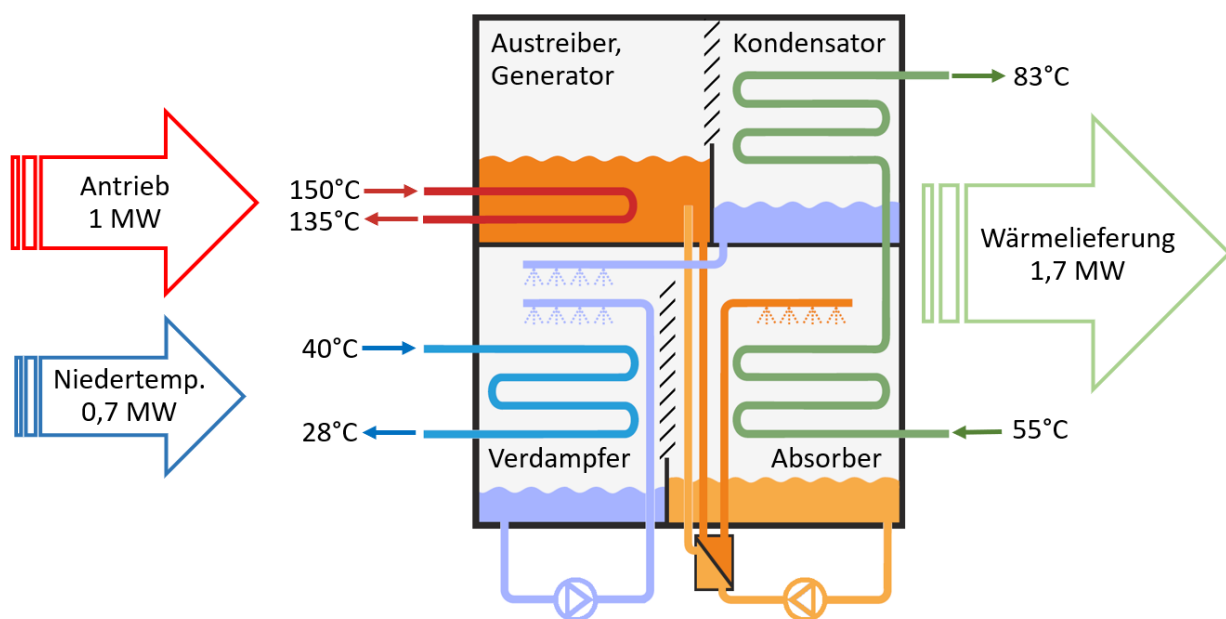 Austreiber,
Generator
Kondensator
83°C
Antrieb
1 MW
150°C
135°C
Wärmelieferung
1,7 MW
Niedertemp.
0,7 MW
40°C
28°C
55°C
Verdampfer
Absorber